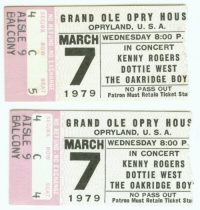 GRAND OLE OPRY HOUS
OPRYLAND, U. S. A.
MARCH
7
1979
WEDNESDAY 8:00 P.
IN CONCERT
KENNY ROGERS
DOTTIE WEST
THE OAKRIDGE BOY
NO PASS OUT
Patron Must Retain Ticket Stu
AISLE 9
BALCONY
4
C
5
GRAND OLE OPRY HOUS
OPRYLAND, U. S. A.
MARCH
7
1979
WEDNESDAY 8:00 P.
IN CONCERT
KENNY ROGERS
DOTTIE WEST
THE OAKRIDGE BOY
NO PASS OUT
Patron Must Retain Ticket Stu
AISLE 9
BALCONY
4
C
4